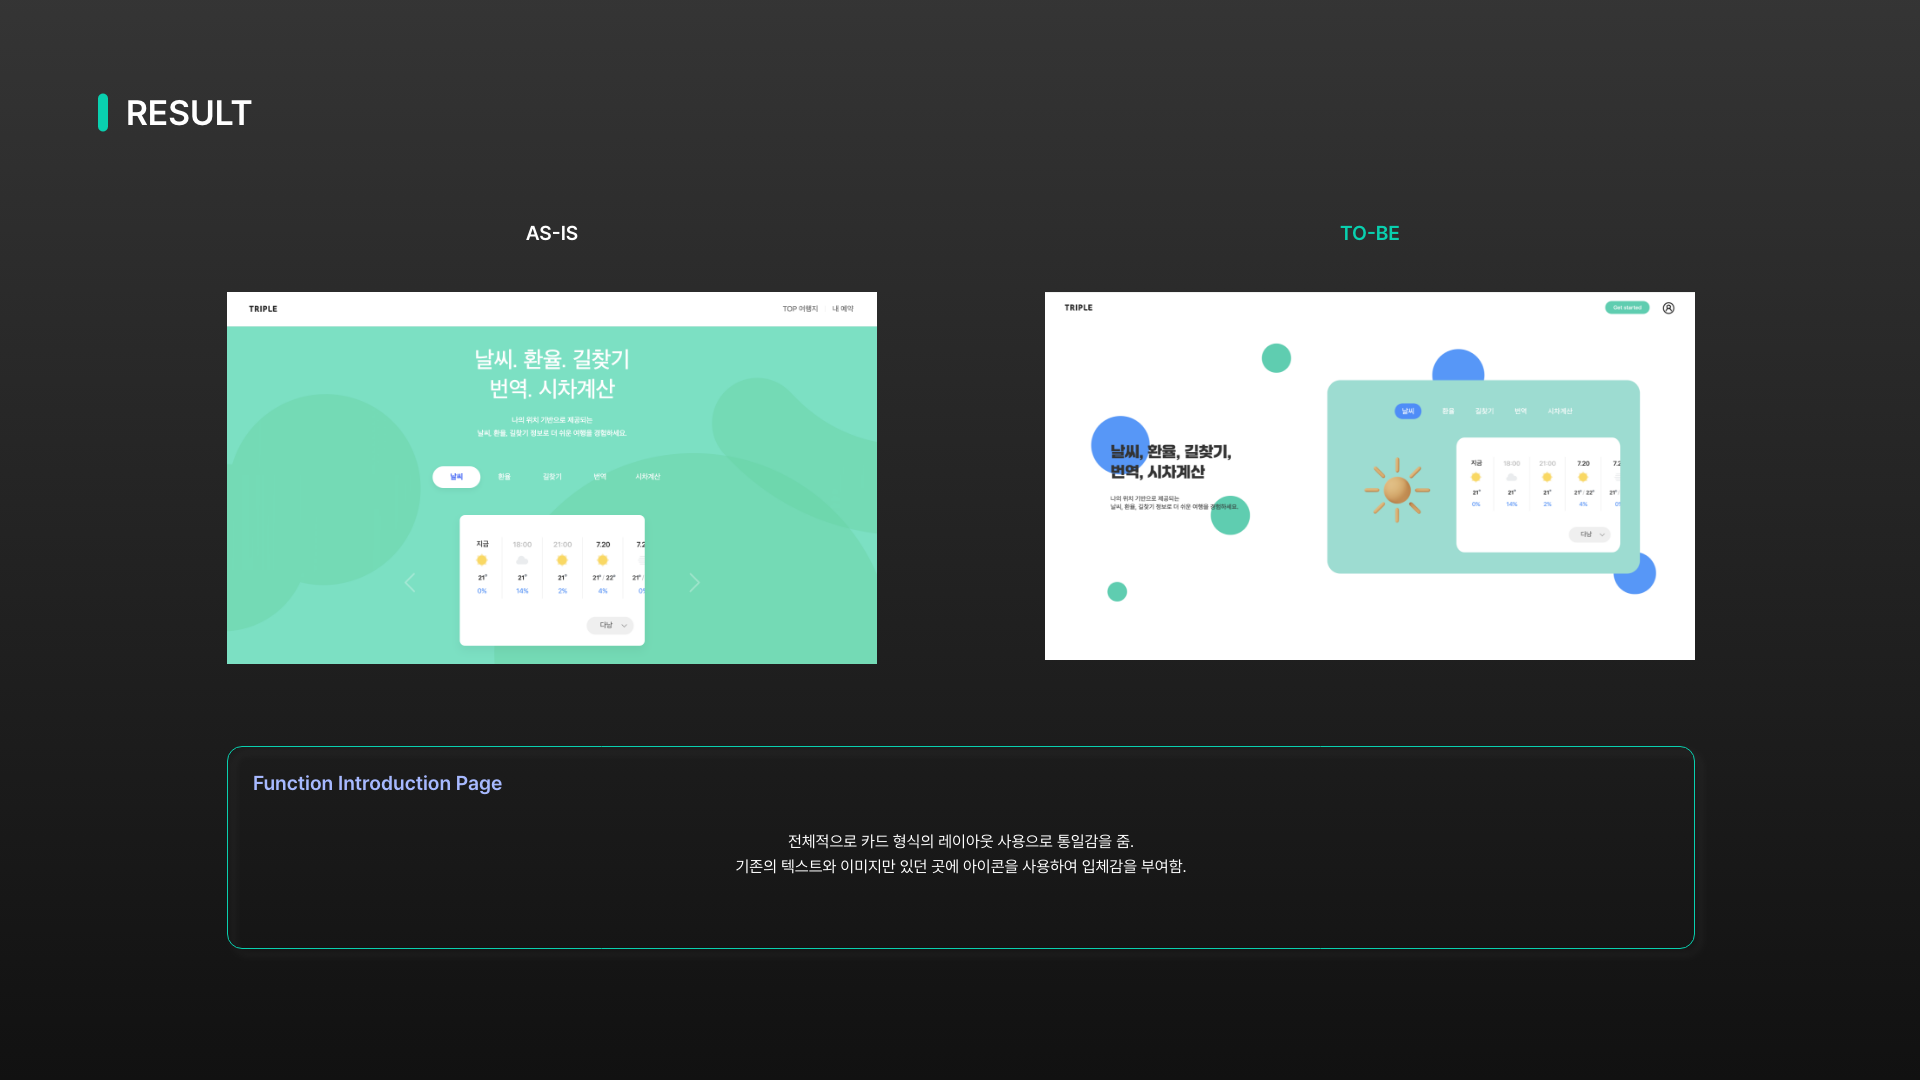 RESULT
AS-IS
TO-BE
TRIPLE
TOP 여행지
내 예약
날씨. 환율. 길찾기
번역. 시차계산
나의 위치 기반으로 제공되는
날씨, 환율, 길찾기 정보로 더 쉬운 여행을 경험하세요.
날씨 환율 길찾기 번역 시차계산
지금 18:00 21:00 7.20 7.2
21° 21° 21° 21° / 22° 21° /
0% 14% 2% 4% 0%
다낭
TRIPLE
Get started
날씨, 환율, 길찾기,
번역, 시차계산
나의 위치 기반으로 제공되는
날씨, 환율, 길찾기 정보로 더 쉬운 여행을 경험하세요.
날씨 환율 길찾기 번역 시차계산
지금 18:00 21:00 7.20 7.2
21° 21° 21° 21° / 22° 21° /
0% 14% 2% 4% 0%
다낭
Function Introduction Page
전체적으로 카드 형식의 레이아웃 사용으로 통일감을 줌.
기존의 텍스트와 이미지만 있던 곳에 아이콘을 사용하여 입체감을 부여함.